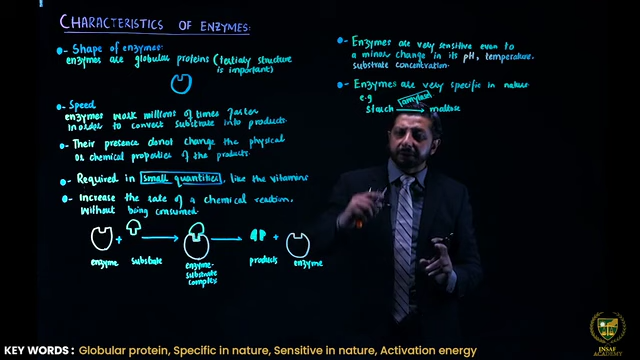 CHARACTERISTICS OF ENZYMES:
- Shape of enzymes:
enzymes are globular proteins (tertiary structure
is important)
- Speed
enzymes work millions of times faster
in order to convert substrate into products.
- Their presence donot change the physical
or chemical properties of the products.
- Required in small quantities, like the vitamins
- Increase the rate of a chemical reaction,
without being consumed.
+ → → +
enzyme substrate enzyme- products enzyme
substrate
complex
- Enzymes are very sensitive even to
a minor change in its pH, temperature,
substrate concentration.
- Enzymes are very specific in nature
e.g
amylase
starch → maltose
INSAF
ACADEMY
KEY WORDS : Globular protein, Specific in nature, Sensitive in nature, Activation energy